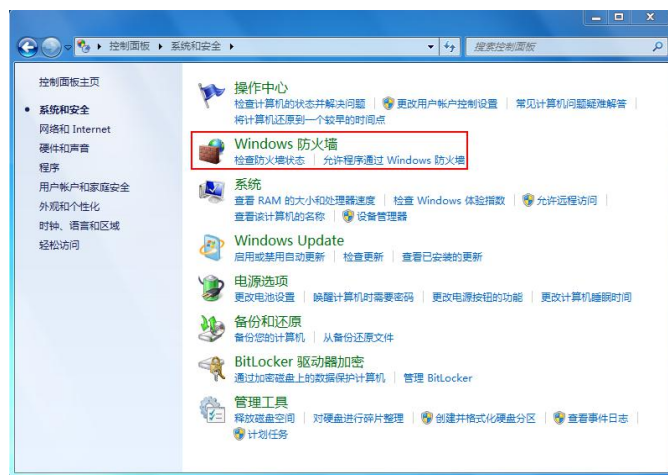 控制面板 ▸ 系统和安全 ▸
搜索控制面板
控制面板主页
系统和安全
网络和 Internet
硬件和声音
程序
用户帐户和家庭安全
外观和个性化
时钟、语言和区域
轻松访问
操作中心
检查计算机的状态并解决问题 更改用户帐户控制设置 常见计算机问题疑难解答
将计算机还原到一个较早的时间点
Windows 防火墙
检查防火墙状态 允许程序通过 Windows 防火墙
系统
查看 RAM 的大小和处理器速度 检查 Windows 体验指数 允许远程访问
查看该计算机的名称 设备管理器
Windows Update
启用或禁用自动更新 检查更新 查看已安装的更新
电源选项
更改电池设置 唤醒计算机时需要密码 更改电源按钮的功能 更改计算机睡眠时间
备份和还原
备份您的计算机 从备份还原文件
BitLocker 驱动器加密
通过加密磁盘上的数据保护计算机 管理 BitLocker
管理工具
释放磁盘空间 对硬盘进行碎片整理 创建并格式化硬盘分区 查看事件日志
计划任务